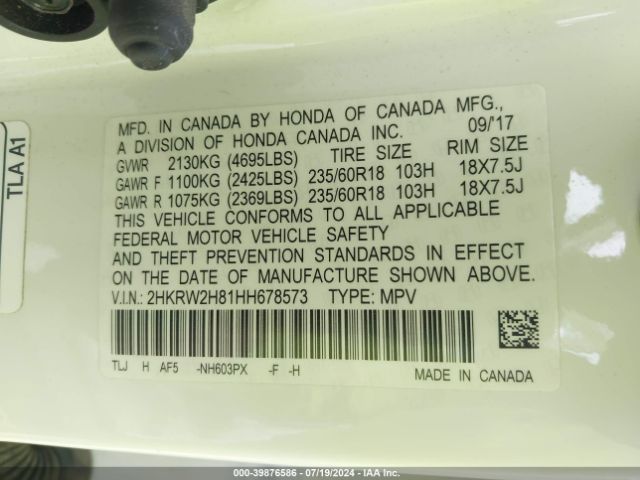 TLA A1
MFD. IN CANADA BY HONDA OF CANADA MFG.,
A DIVISION OF HONDA CANADA INC. 09/'17
GVWR 2130KG (4695LBS) TIRE SIZE RIM SIZE
GAWR F 1100KG (2425LBS) 235/60R18 103H 18X7.5J
GAWR R 1075KG (2369LBS) 235/60R18 103H 18X7.5J
THIS VEHICLE CONFORMS TO ALL APPLICABLE
FEDERAL MOTOR VEHICLE SAFETY
AND THEFT PREVENTION STANDARDS IN EFFECT
ON THE DATE OF MANUFACTURE SHOWN ABOVE.
V.I.N.: 2HKRW2H81HH678573 TYPE: MPV
TLJ H AF5 -NH603PX -F -H
MADE IN CANADA
000-39876586 - 07/19/2024 - IAA Inc.